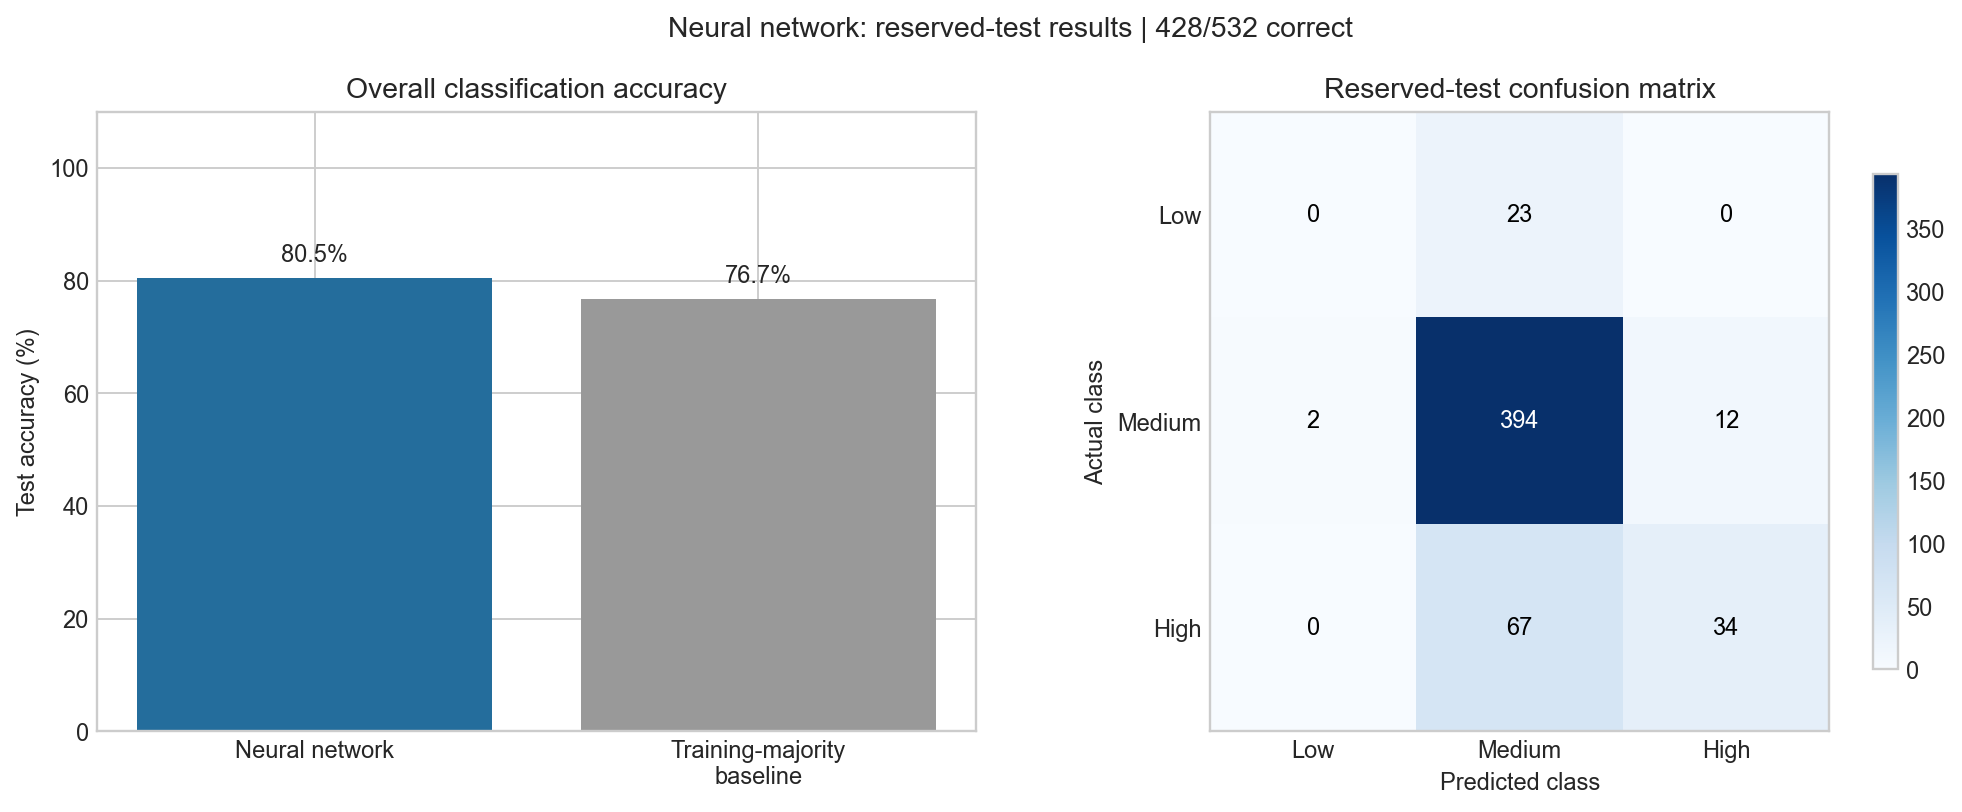 Neural network: reserved-test results | 428/532 correct
Overall classification accuracy
Test accuracy (%)
100
80
60
40
20
0
80.5%
76.7%
Neural network
Training-majority
baseline
Reserved-test confusion matrix
Actual class
Low
0
23
0
Medium
2
394
12
High
0
67
34
Low
Medium
High
Predicted class
350
300
250
200
150
100
50
0